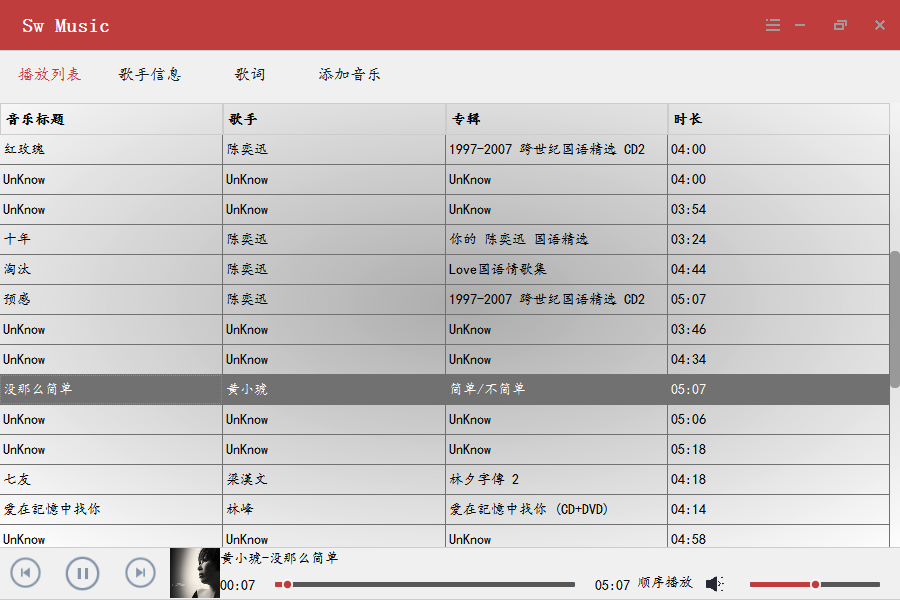 Sw Music
播放列表 歌手信息 歌词 添加音乐
音乐标题 歌手 专辑 时长
红玫瑰 陈奕迅 1997-2007 跨世纪国语精选 CD2 04:00
UnKnow UnKnow UnKnow 04:00
UnKnow UnKnow UnKnow 03:54
十年 陈奕迅 你的 陈奕迅 国语精选 03:24
淘汰 陈奕迅 Love国语情歌集 04:44
预感 陈奕迅 1997-2007 跨世纪国语精选 CD2 05:07
UnKnow UnKnow UnKnow 03:46
UnKnow UnKnow UnKnow 04:34
没那么简单 黄小琥 简单/不简单 05:07
UnKnow UnKnow UnKnow 05:06
UnKnow UnKnow UnKnow 05:18
七友 梁漢文 林夕字傳 2 04:18
爱在記憶中找你 林峰 爱在記憶中找你 (CD+DVD) 04:14
UnKnow UnKnow UnKnow 04:58
黄小琥-没那么简单
00:07 05:07 顺序播放